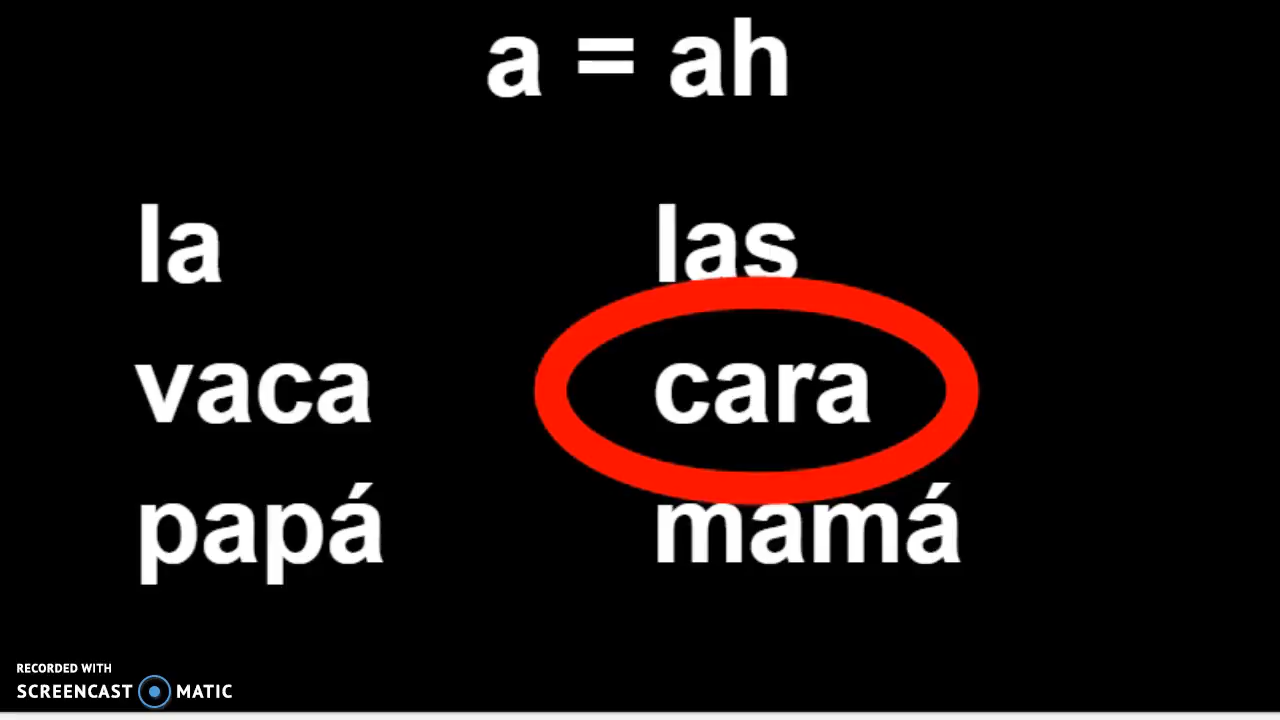 a = ah
la las
vaca cara
papá mamá
RECORDED WITH
SCREENCAST MATIC